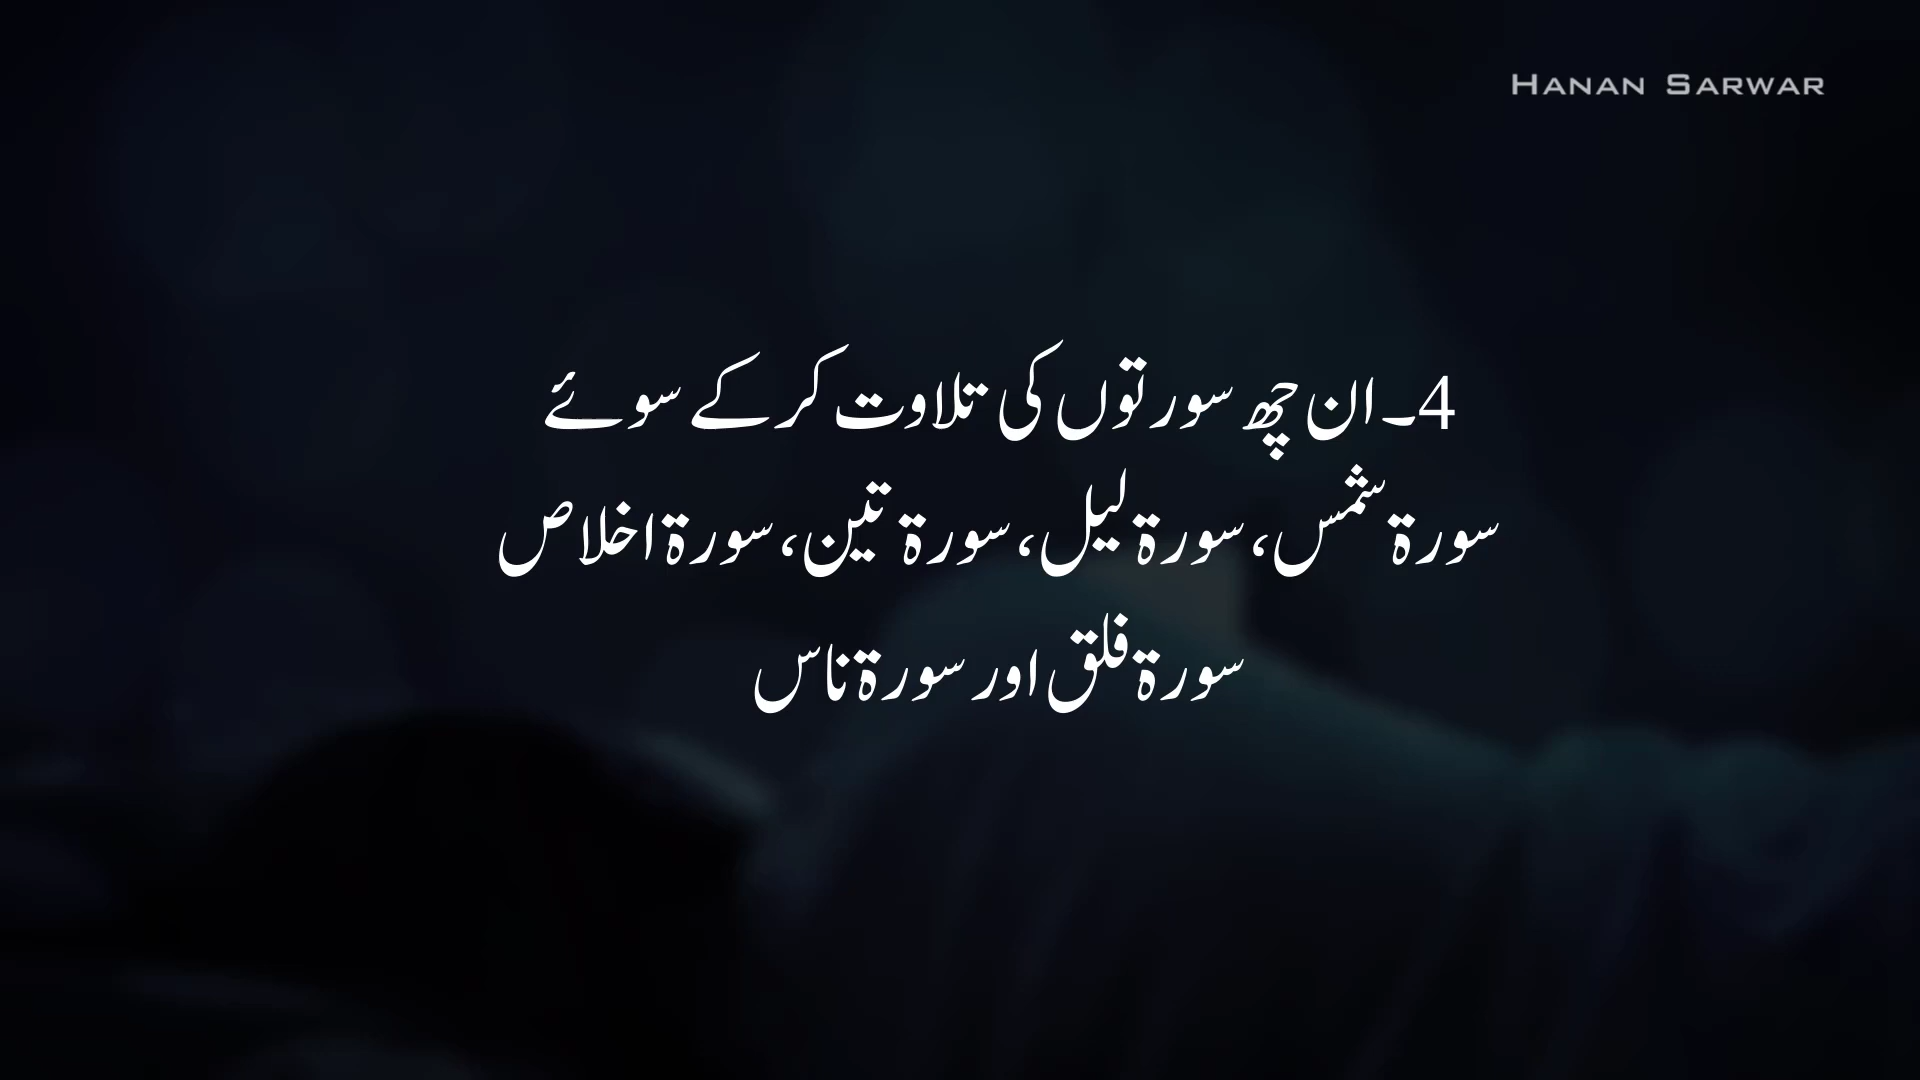 Hanan Sarwar
4۔ان چھ سورتوں کی تلاوت کرکے سوئے
سورۃ شمس، سورۃ لیل، سورۃ تین، سورۃ اخلاص
سورۃ فلق اور سورۃ ناس